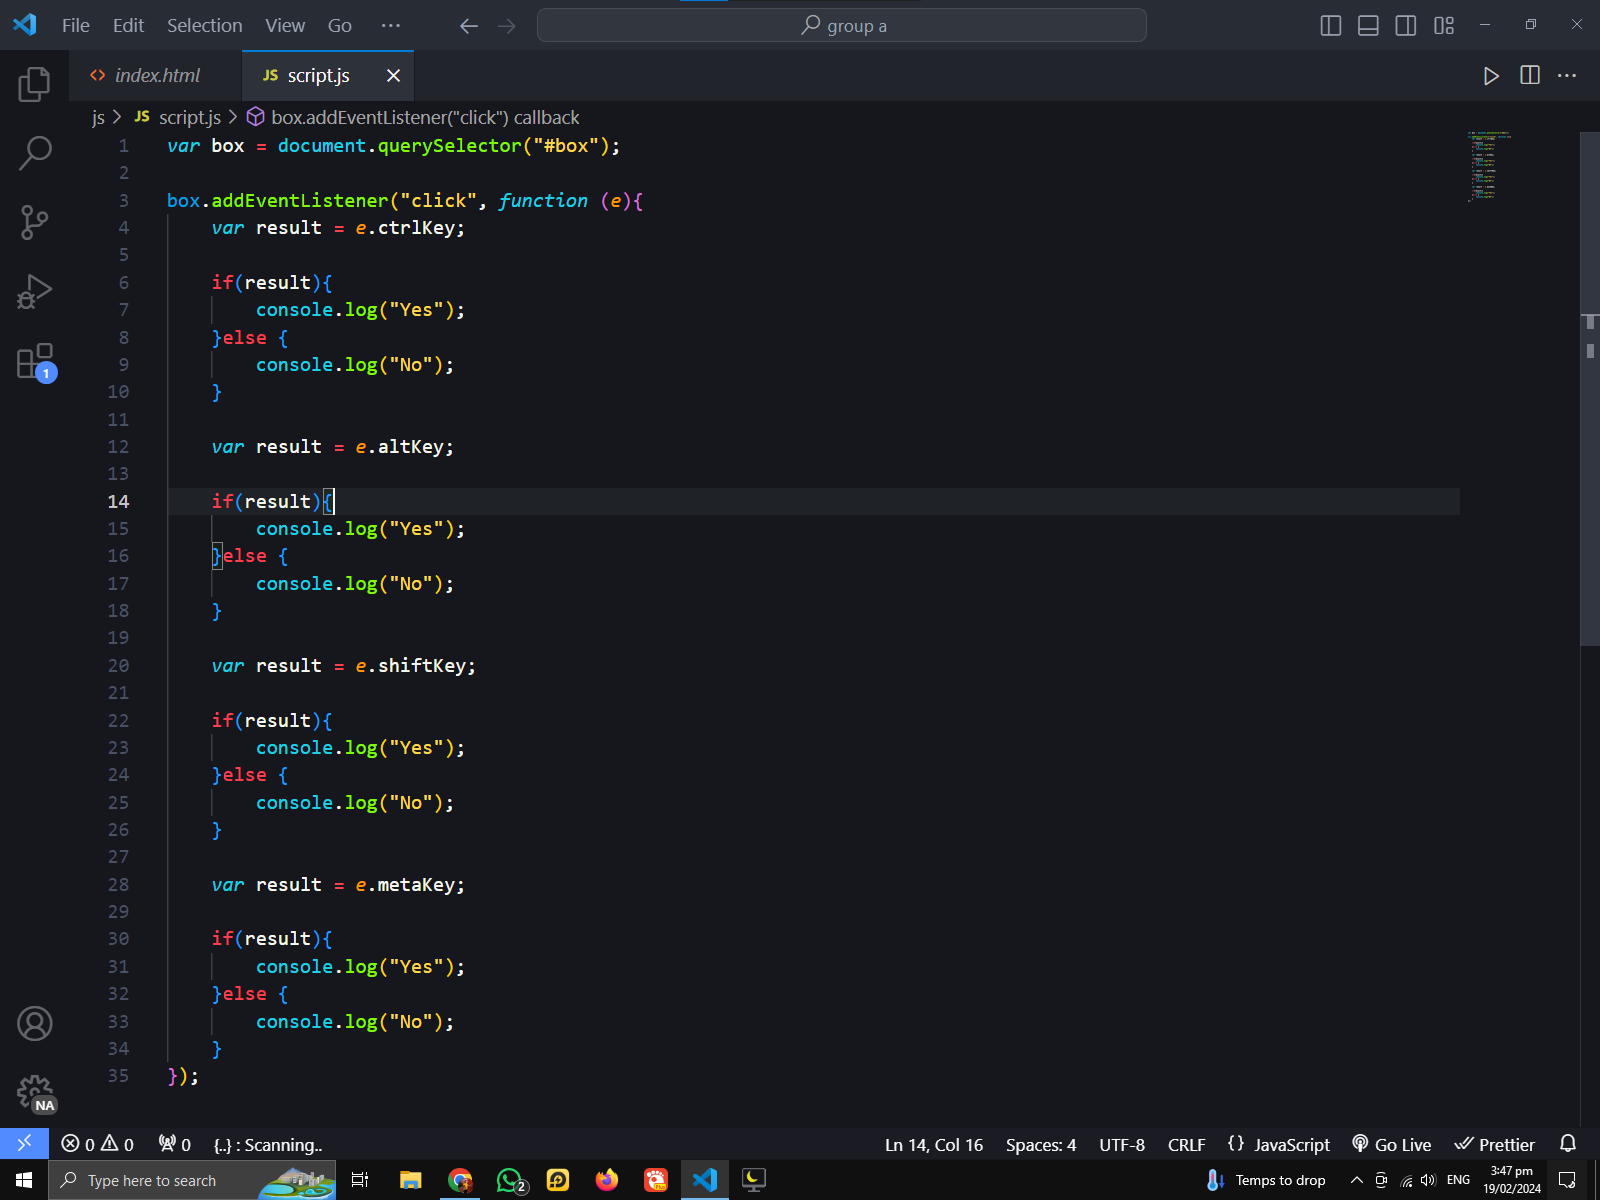 File Edit Selection View Go ··· group a
index.html JS script.js
js > JS script.js > box.addEventListener("click") callback
1 var box = document.querySelector("#box");
2
3 box.addEventListener("click", function (e){
4 var result = e.ctrlKey;
5
6 if(result){
7 console.log("Yes");
8 }else {
9 console.log("No");
10 }
11
12 var result = e.altKey;
13
14 if(result){
15 console.log("Yes");
16 }else {
17 console.log("No");
18 }
19
20 var result = e.shiftKey;
21
22 if(result){
23 console.log("Yes");
24 }else {
25 console.log("No");
26 }
27
28 var result = e.metaKey;
29
30 if(result){
31 console.log("Yes");
32 }else {
33 console.log("No");
34 }
35 });
1
NA
0 0 0 {..} : Scanning.. Ln 14, Col 16 Spaces: 4 UTF-8 CRLF {} JavaScript Go Live Prettier
Type here to search 2 Temps to drop ENG 3:47 pm
19/02/2024